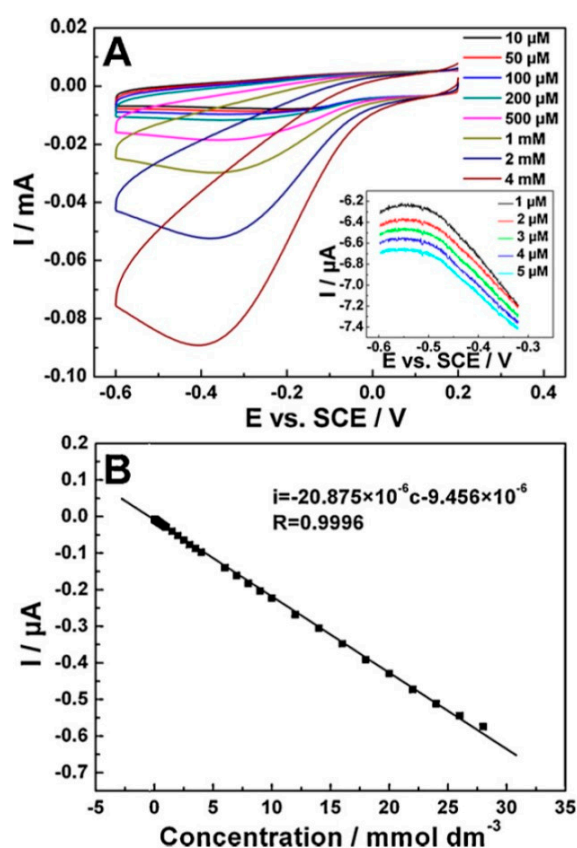 A
0.02
0.00
-0.02
-0.04
-0.06
-0.08
-0.10
I / mA
10 µM
50 µM
100 µM
200 µM
500 µM
1 mM
2 mM
4 mM
-6.2
-6.4
-6.6
-6.8
-7.0
-7.2
-7.4
I / µA
1 µM
2 µM
3 µM
4 µM
5 µM
-0.6 -0.5 -0.4 -0.3
E vs. SCE / V
-0.6 -0.4 -0.2 0.0 0.2 0.4
E vs. SCE / V
B
0.2
0.1
0.0
-0.1
-0.2
-0.3
-0.4
-0.5
-0.6
-0.7
I / µA
i=-20.875×10⁻⁶c-9.456×10⁻⁶
R=0.9996
-5 0 5 10 15 20 25 30 35
Concentration / mmol dm⁻³